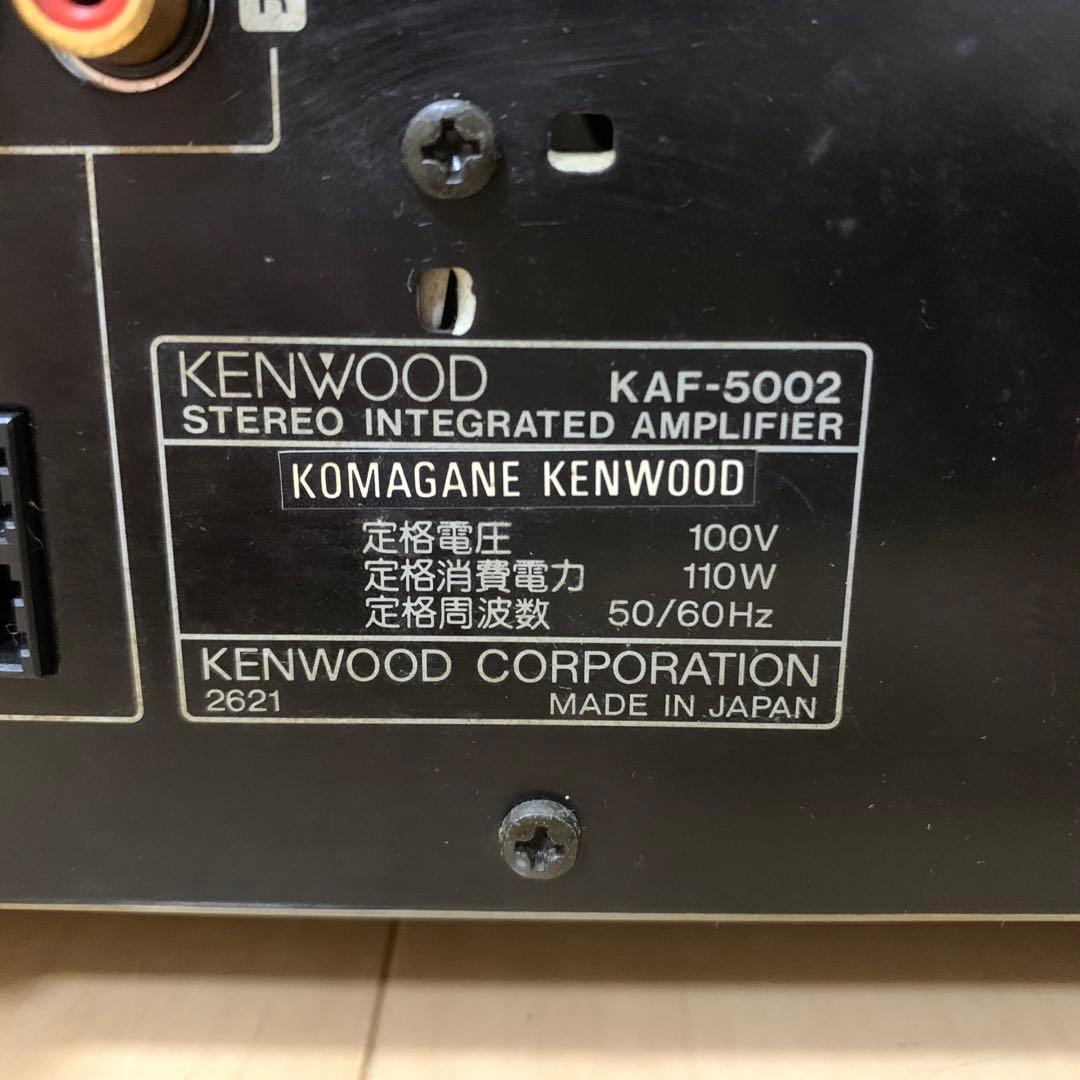 KENWOOD KAF-5002
STEREO INTEGRATED AMPLIFIER
KOMAGANE KENWOOD
定格電圧 100V
定格消費電力 110W
定格周波数 50/60Hz
KENWOOD CORPORATION
2621 MADE IN JAPAN